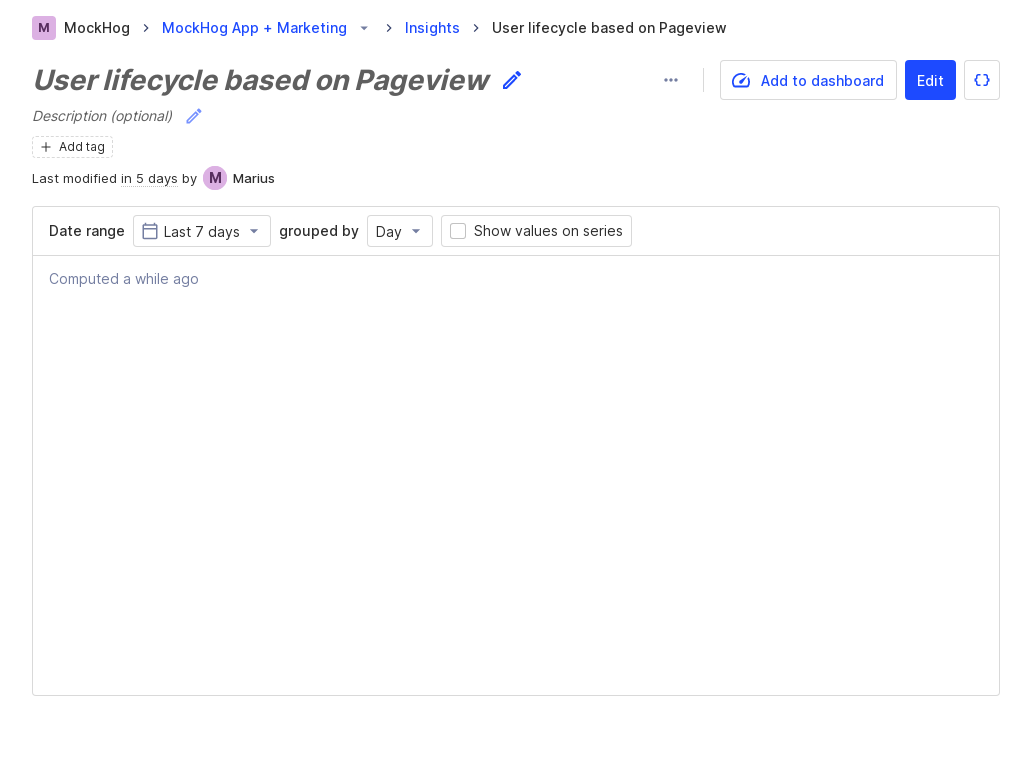 M MockHog > MockHog App + Marketing > Insights > User lifecycle based on Pageview
User lifecycle based on Pageview
Add to dashboard Edit {}
Description (optional)
+ Add tag
Last modified in 5 days by M Marius
Date range Last 7 days grouped by Day Show values on series
Computed a while ago